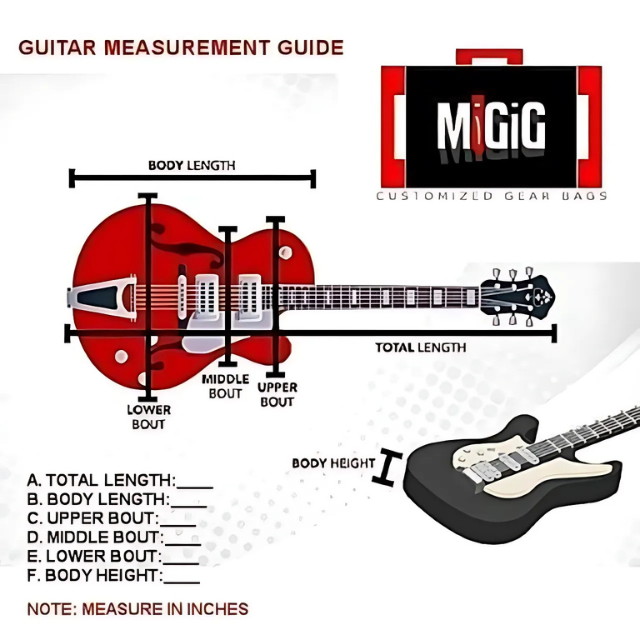 GUITAR MEASUREMENT GUIDE
MiGiG
CUSTOMIZED GEAR BAGS
BODY LENGTH
TOTAL LENGTH
MIDDLE
BOUT
UPPER
BOUT
LOWER
BOUT
BODY HEIGHT
A. TOTAL LENGTH:____
B. BODY LENGTH:____
C. UPPER BOUT:____
D. MIDDLE BOUT:____
E. LOWER BOUT:____
F. BODY HEIGHT:____
NOTE: MEASURE IN INCHES